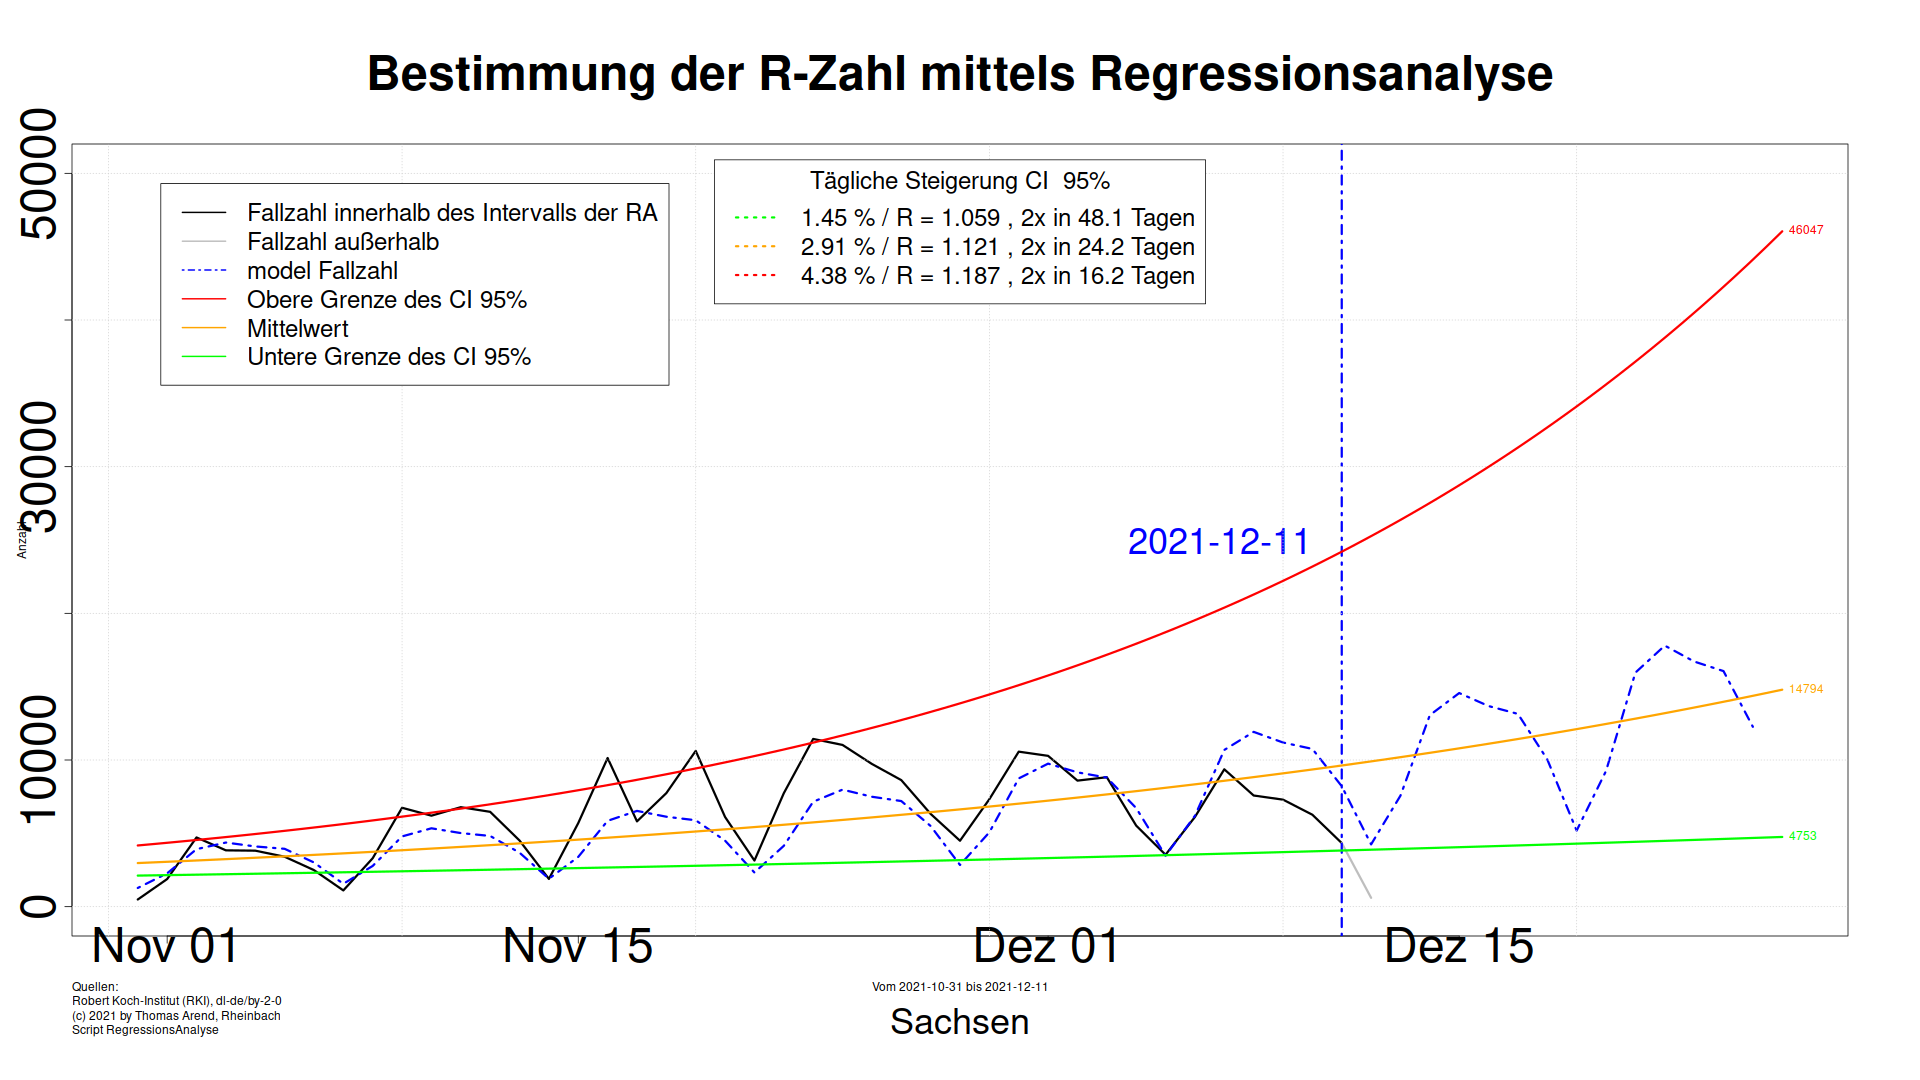 Bestimmung der R-Zahl mittels Regressionsanalyse
50000
30000
10000
0
Anzahl
Fallzahl innerhalb des Intervalls der RA
Fallzahl außerhalb
model Fallzahl
Obere Grenze des CI 95%
Mittelwert
Untere Grenze des CI 95%
Tägliche Steigerung CI 95%
1.45 % / R = 1.059 , 2x in 48.1 Tagen
2.91 % / R = 1.121 , 2x in 24.2 Tagen
4.38 % / R = 1.187 , 2x in 16.2 Tagen
46047
2021-12-11
14794
4753
Nov 01 Nov 15 Dez 01 Dez 15
Quellen:
Robert Koch-Institut (RKI), dl-de/by-2-0
(c) 2021 by Thomas Arend, Rheinbach
Script RegressionsAnalyse
Vom 2021-10-31 bis 2021-12-11
Sachsen